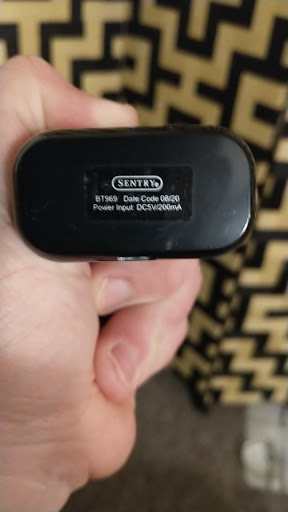 SENTRY
BT969 Date Code 08/20
Power Input DC5V/200mA